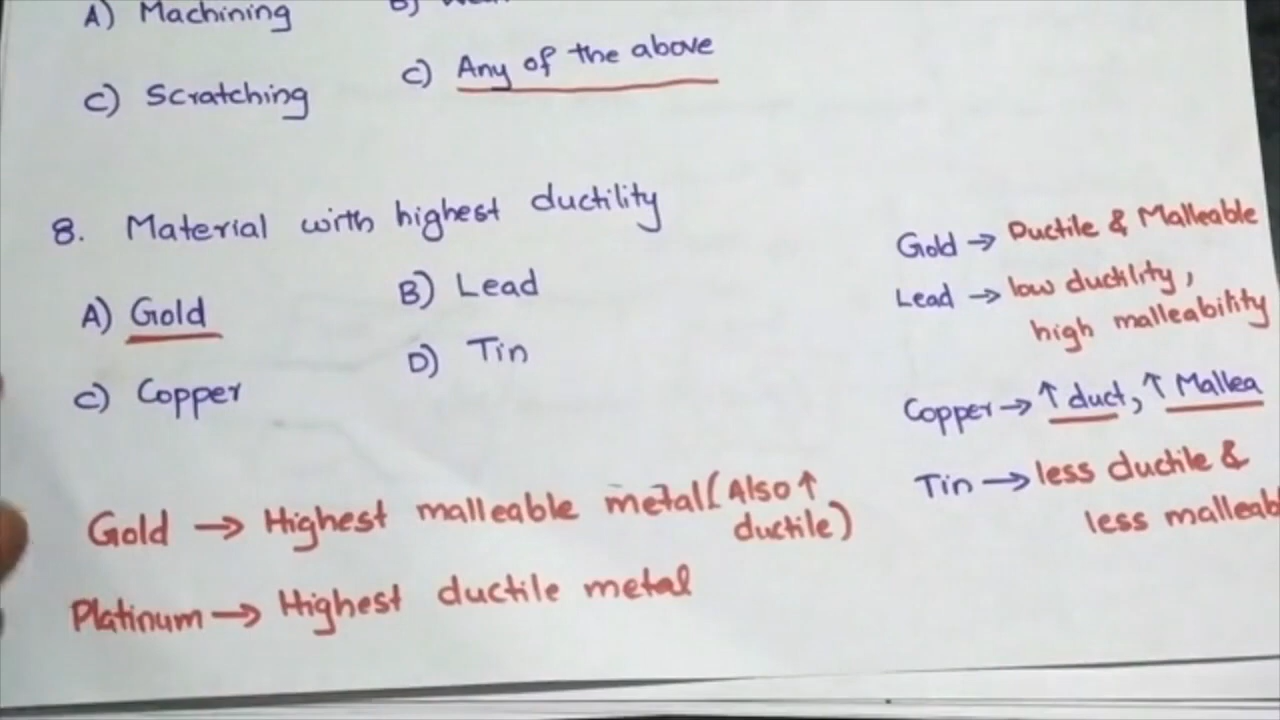 A) Machining B)
C) Scratching C) Any of the above
8. Material with highest ductility
A) Gold B) Lead
C) Copper D) Tin
Gold → Highest malleable metal (Also ↑ ductile)
Platinum → Highest ductile metal
Gold → Ductile & Malleable
Lead → low ductility,
high malleability
Copper → ↑ duct, ↑ Mallea
Tin → less ductile &
less malleab